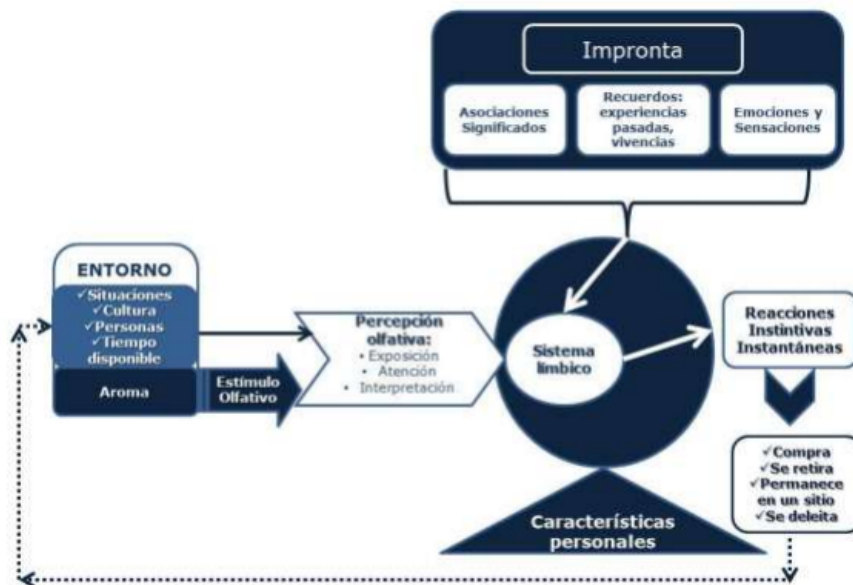 Impronta
Asociaciones
Significados
Recuerdos:
experiencias
pasadas,
vivencias
Emociones y
Sensaciones
ENTORNO
✓Situaciones
✓Cultura
✓Personas
✓Tiempo
disponible
Aroma
Estímulo
Olfativo
Percepción
olfativa:
• Exposición
• Atención
• Interpretación
Sistema
límbico
Reacciones
Instintivas
Instantáneas
✓Compra
✓Se retira
✓Permanece
en un sitio
✓Se deleita
Características
personales